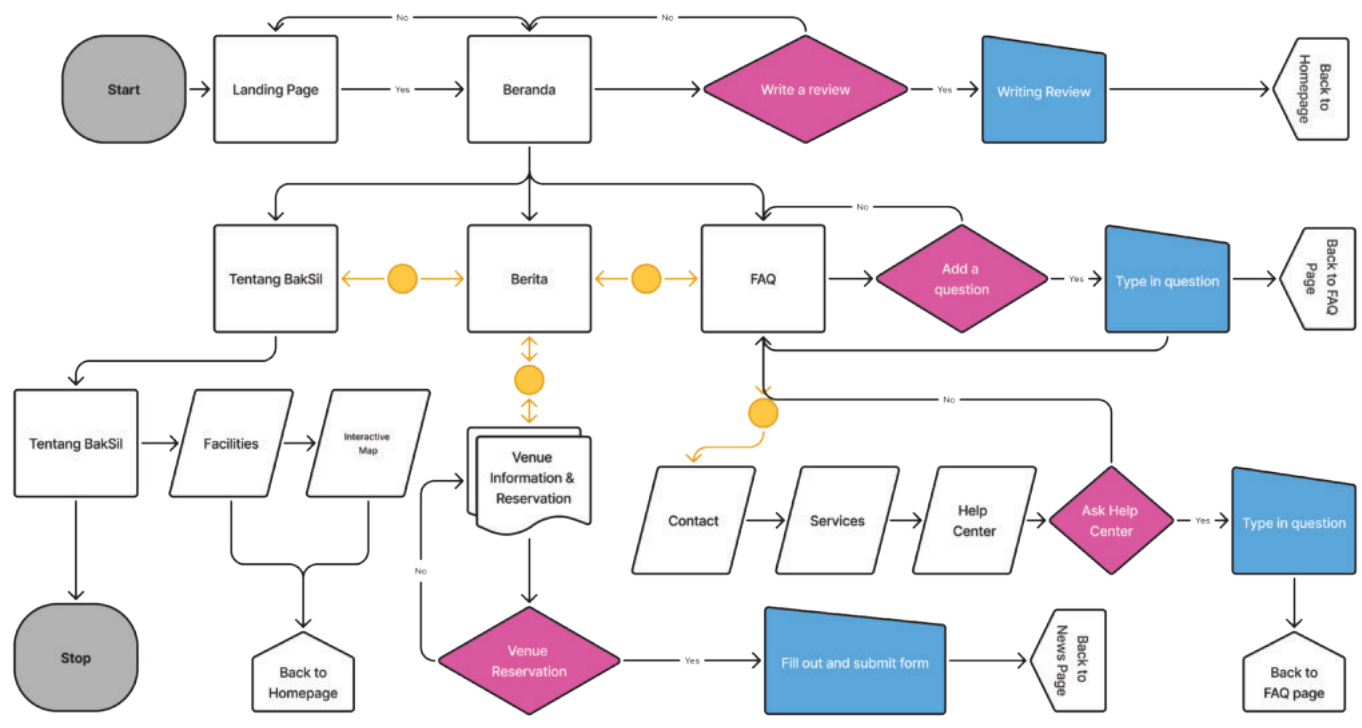 No
No
Start
Landing Page
Yes
Beranda
Write a review
Yes
Writing Review
Back to
Homepage
No
Tentang BakSil
Berita
FAQ
Add a
question
Yes
Type in question
Back to FAQ
Page
Tentang BakSil
Facilities
Interactive
Map
Venue
Information &
Reservation
No
Contact
Services
Help
Center
Ask Help
Center
Yes
Type in question
No
Stop
Back to
Homepage
Venue
Reservation
Yes
Fill out and submit form
Back to
News Page
Back to
FAQ page